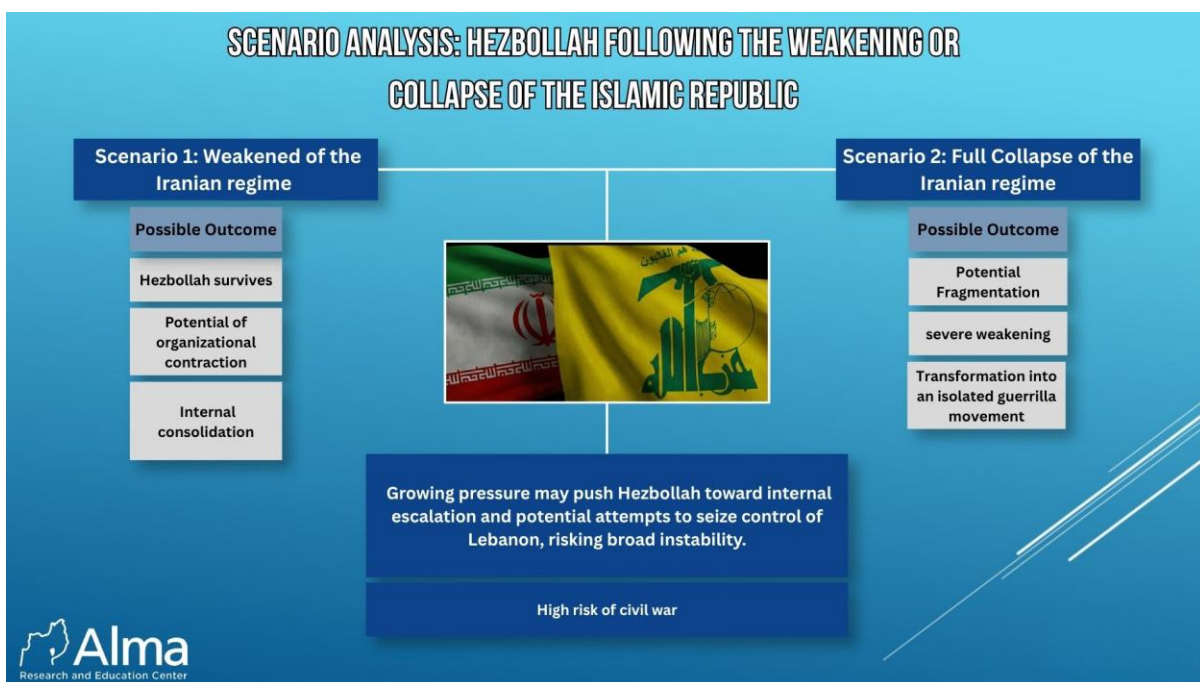 SCENARIO ANALYSIS: HEZBOLLAH FOLLOWING THE WEAKENING OR
COLLAPSE OF THE ISLAMIC REPUBLIC
Scenario 1: Weakened of the
Iranian regime
Possible Outcome
Hezbollah survives
Potential of
organizational
contraction
Internal
consolidation
Scenario 2: Full Collapse of the
Iranian regime
Possible Outcome
Potential
Fragmentation
severe weakening
Transformation into
an isolated guerrilla
movement
حزب الله
Growing pressure may push Hezbollah toward internal
escalation and potential attempts to seize control of
Lebanon, risking broad instability.
High risk of civil war
Alma
Research and Education Center